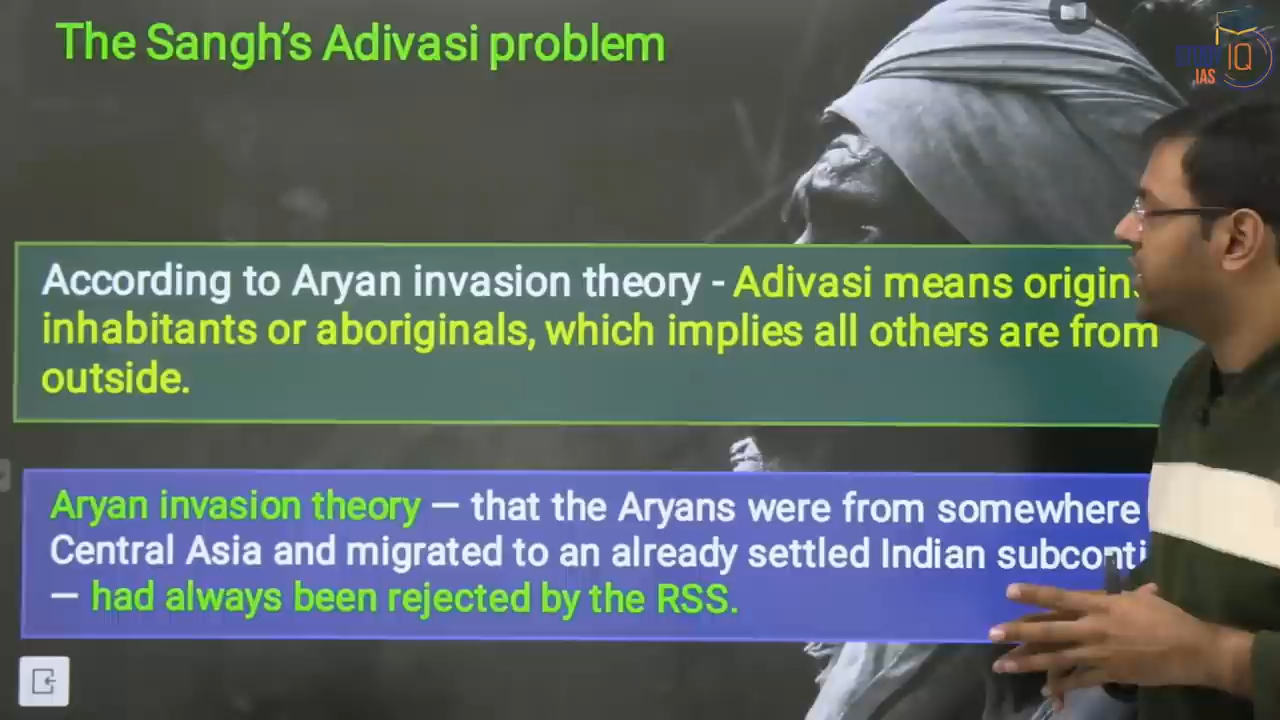 The Sangh's Adivasi problem
STUDY IQ
IAS
According to Aryan invasion theory - Adivasi means
inhabitants or aboriginals, which implies all others are from
outside.
Aryan invasion theory — that the Aryans were from somewhere
Central Asia and migrated to an already settled Indian
— had always been rejected by the RSS.